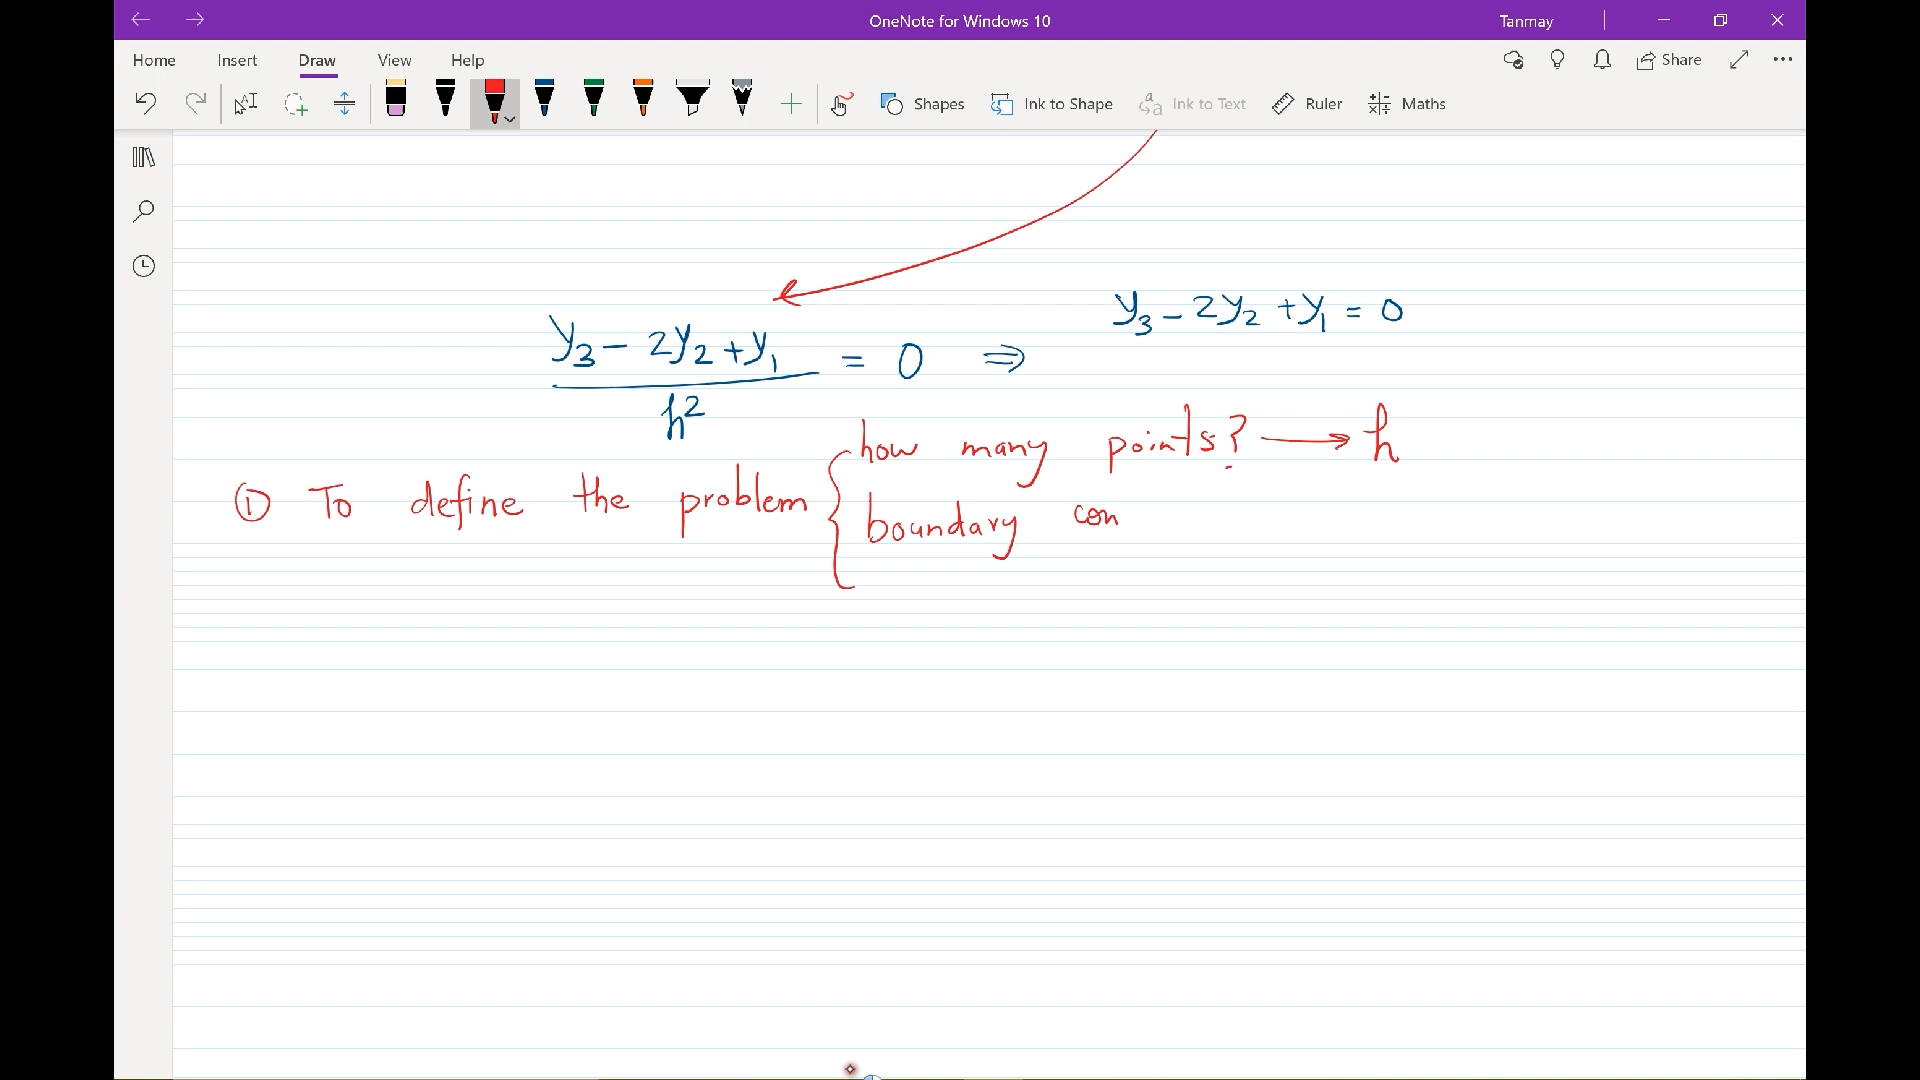 OneNote for Windows 10
Tanmay
Home Insert Draw View Help
Share
Shapes Ink to Shape Ink to Text Ruler Maths
y₃ - 2y₂ + y₁ = 0
y₃ - 2y₂ + y₁ = 0 ⇒
h²
how many points? → h
① To define the problem
boundary con